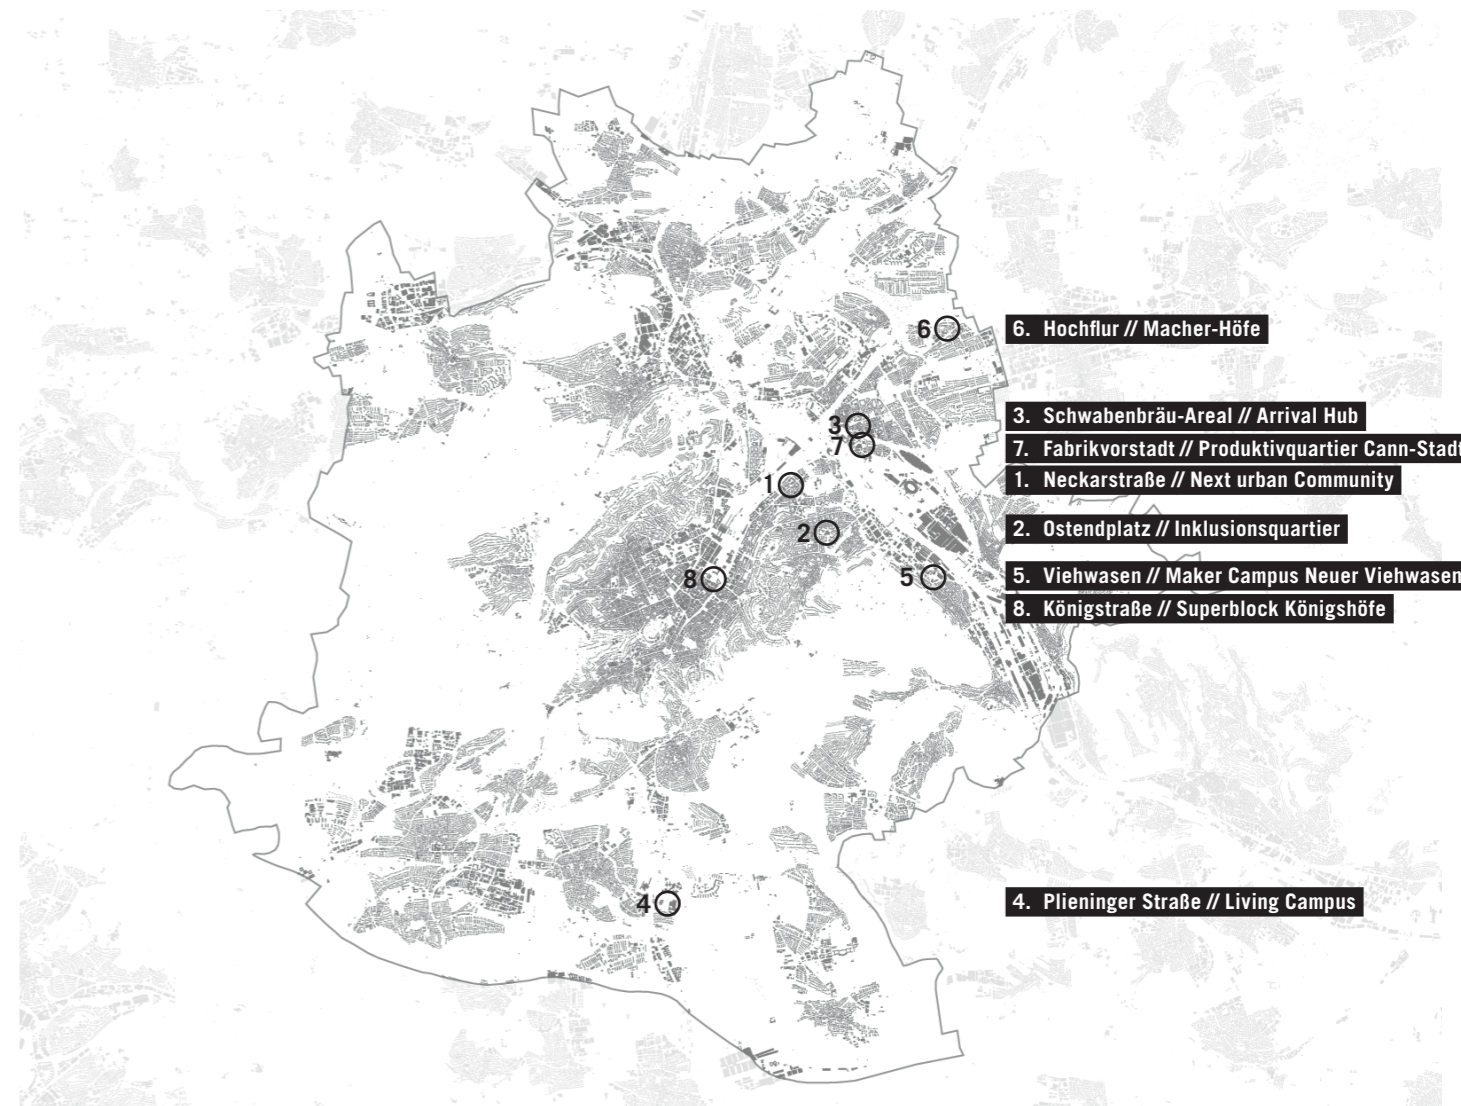 6
6. Hochflur // Macher-Höfe
3
3. Schwabenbräu-Areal // Arrival Hub
7
7. Fabrikvorstadt // Produktivquartier Cann-Stadt
1
1. Neckarstraße // Next urban Community
2
2. Ostendplatz // Inklusionsquartier
5
5. Viehwasen // Maker Campus Neuer Viehwasen
8
8. Königstraße // Superblock Königshöfe
4
4. Plieninger Straße // Living Campus